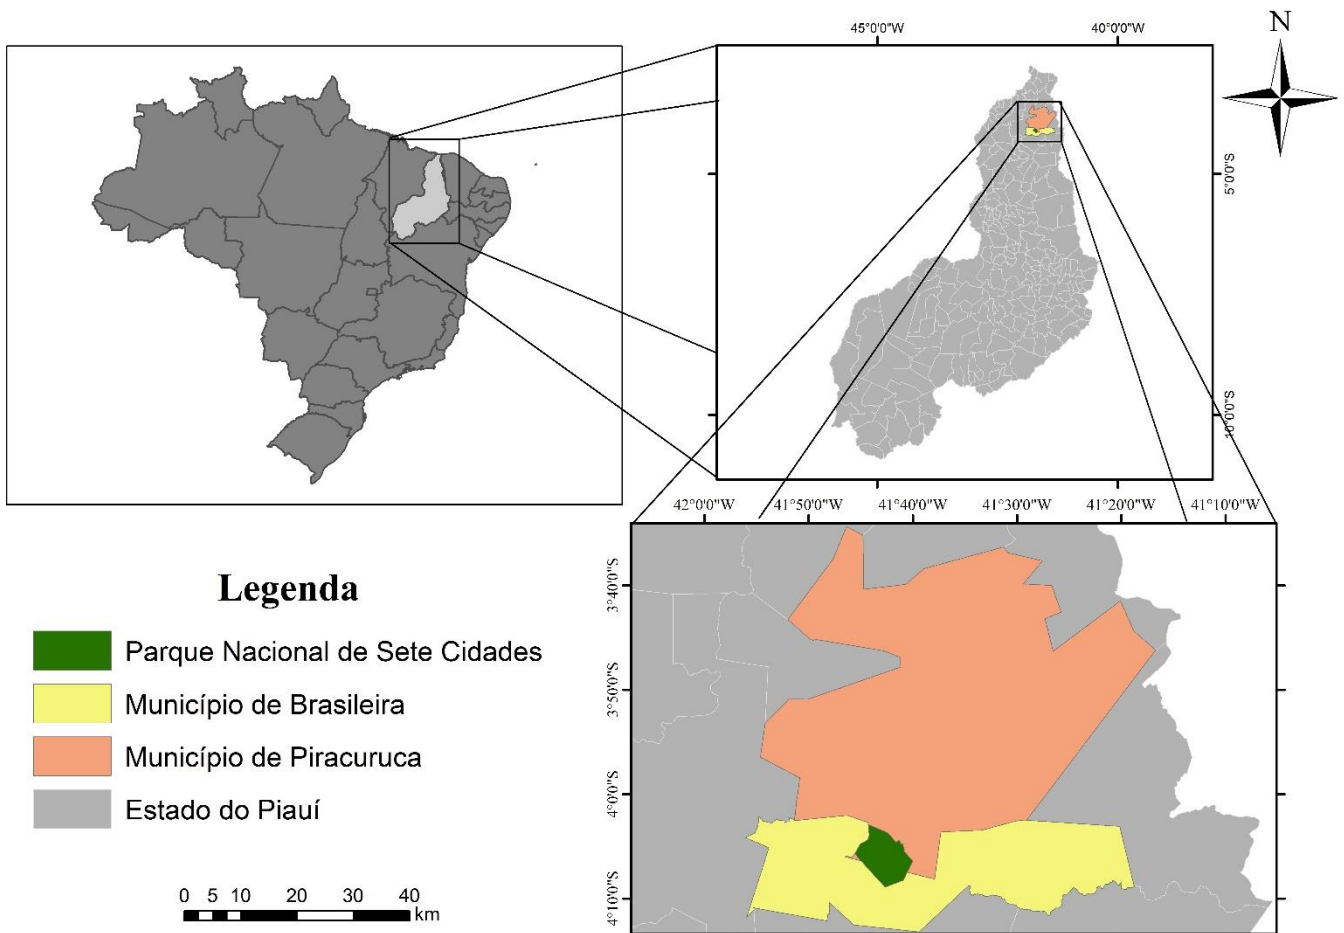 N
45°0'0"W
40°0'0"W
5°0'0"S
10°0'0"S
42°0'0"W
41°50'0"W
41°40'0"W
41°30'0"W
41°20'0"W
41°10'0"W
3°40'0"S
3°50'0"S
4°0'0"S
4°10'0"S
Legenda
Parque Nacional de Sete Cidades
Município de Brasileira
Município de Piracuruca
Estado do Piauí
0 5 10 20 30 40
km